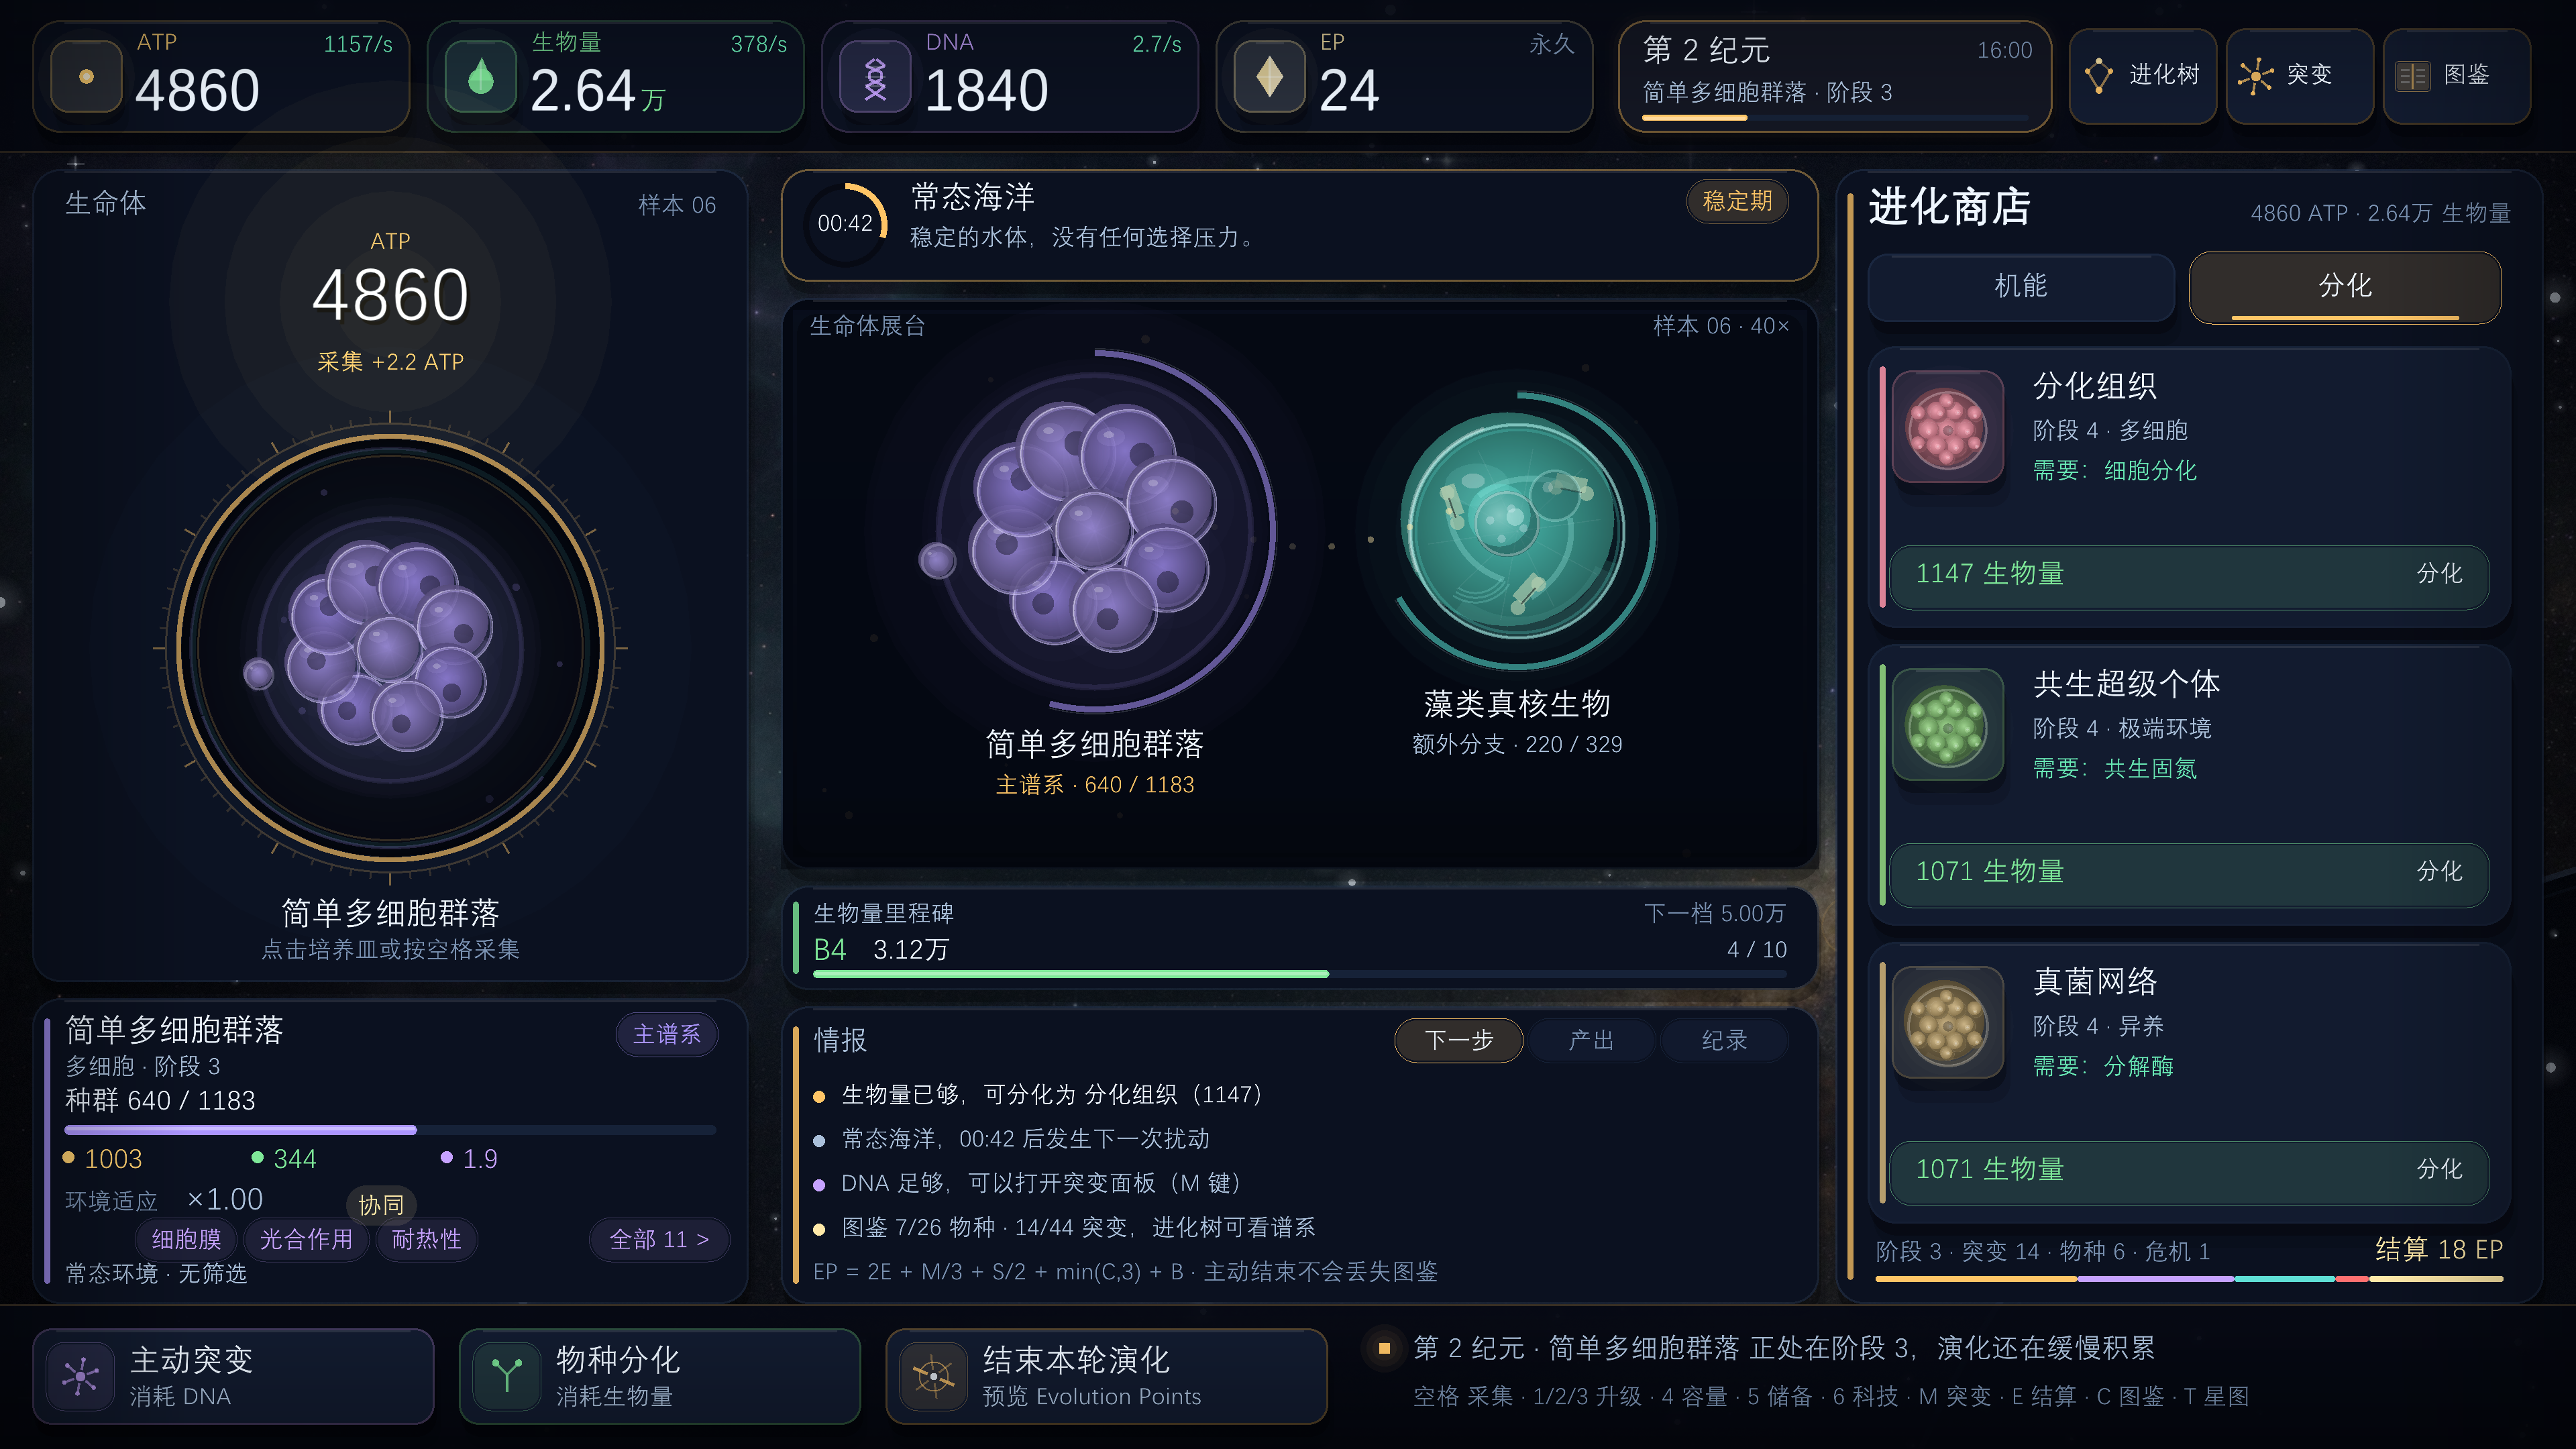 ATP 1157/s
4860
生物量 378/s
2.64万
DNA 2.7/s
1840
EP 永久
24
第 2 纪元 16:00
简单多细胞群落 · 阶段 3
进化树
突变
图鉴
生命体 样本 06
ATP
4860
采集 +2.2 ATP
简单多细胞群落
点击培养皿或按空格采集
简单多细胞群落 主谱系
多细胞 · 阶段 3
种群 640 / 1183
1003 344 1.9
环境适应 ×1.00 协同
细胞膜 光合作用 耐热性 全部 11 >
常态环境 · 无筛选
00:42
常态海洋 稳定期
稳定的水体，没有任何选择压力。
生命体展台 样本 06 · 40×
简单多细胞群落
主谱系 · 640 / 1183
藻类真核生物
额外分支 · 220 / 329
生物量里程碑 下一档 5.00万
B4 3.12万 4 / 10
情报 下一步 产出 纪录
生物量已够，可分化为 分化组织（1147）
常态海洋，00:42 后发生下一次扰动
DNA 足够，可以打开突变面板（M 键）
图鉴 7/26 物种 · 14/44 突变，进化树可看谱系
EP = 2E + M/3 + S/2 + min(C,3) + B · 主动结束不会丢失图鉴
进化商店 4860 ATP · 2.64万 生物量
机能 分化
分化组织
阶段 4 · 多细胞
需要：细胞分化
1147 生物量 分化
共生超级个体
阶段 4 · 极端环境
需要：共生固氮
1071 生物量 分化
真菌网络
阶段 4 · 异养
需要：分解酶
1071 生物量 分化
阶段 3 · 突变 14 · 物种 6 · 危机 1 结算 18 EP
主动突变
消耗 DNA
物种分化
消耗生物量
结束本轮演化
预览 Evolution Points
第 2 纪元 · 简单多细胞群落 正处在阶段 3，演化还在缓慢积累
空格 采集 · 1/2/3 升级 · 4 容量 · 5 储备 · 6 科技 · M 突变 · E 结算 · C 图鉴 · T 星图